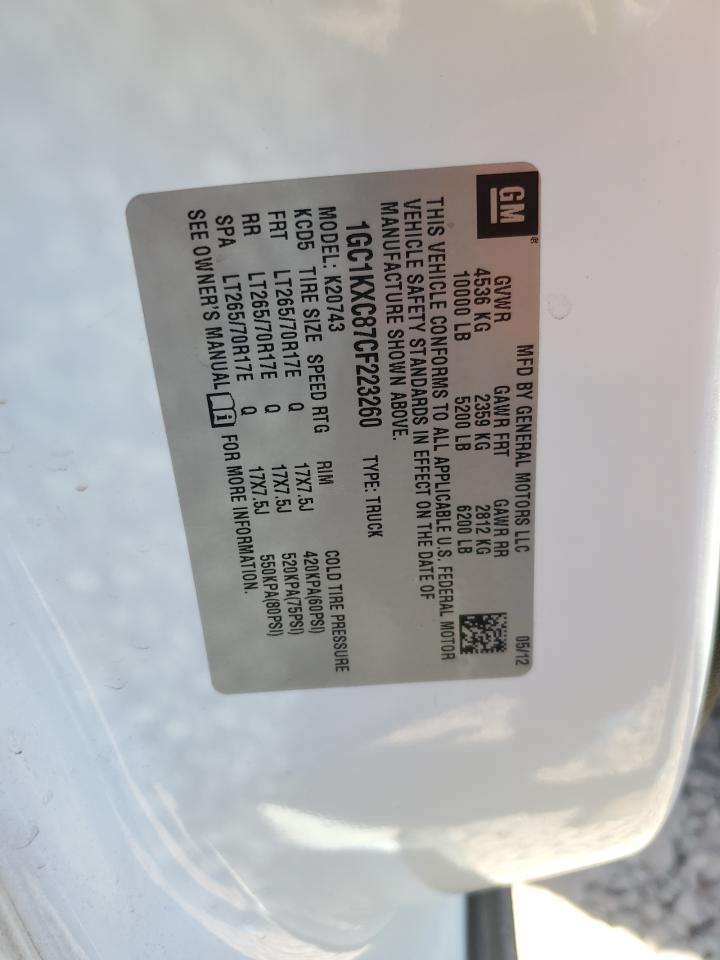 GM®
MFD BY GENERAL MOTORS LLC 05/12
GVWR GAWR FRT GAWR RR
4536 KG 2359 KG 2812 KG
10000 LB 5200 LB 6200 LB
THIS VEHICLE CONFORMS TO ALL APPLICABLE U.S. FEDERAL MOTOR
VEHICLE SAFETY STANDARDS IN EFFECT ON THE DATE OF
MANUFACTURE SHOWN ABOVE.
1GC1KXC87CF223260 TYPE: TRUCK
MODEL: K20743
KCD5 TIRE SIZE SPEED RTG RIM COLD TIRE PRESSURE
FRT LT265/70R17E Q 17X7.5J 420KPA(60PSI)
RR LT265/70R17E Q 17X7.5J 520KPA(75PSI)
SPA LT265/70R17E Q 17X7.5J 550KPA(80PSI)
SEE OWNER'S MANUAL FOR MORE INFORMATION.